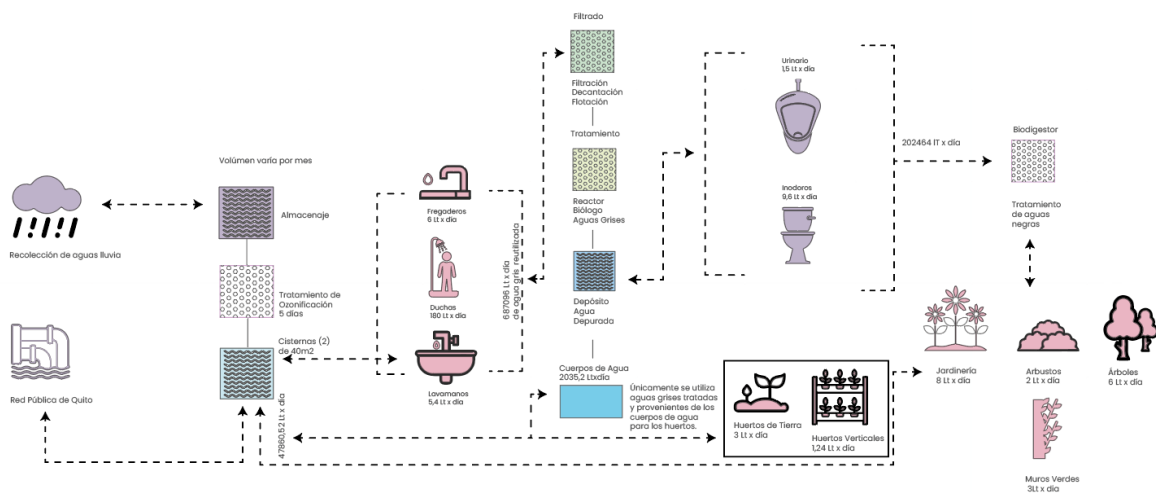 Filtrado
Filtración
Decantación
Flotación
Tratamiento
Reactor
Biólogo
Aguas Grises
Depósito
Agua
Depurada
Cuerpos de Agua
2035,2 Ltxdía
Únicamente se utiliza
aguas grises tratadas
y provenientes de los
cuerpos de agua
para los huertos.
Volúmen varía por mes
Almacenaje
Tratamiento de
Ozonificación
5 días
Cisternas (2)
de 40m2
47860,52 Lt x día
Recolección de aguas lluvia
Red Pública de Quito
Fregaderos
6 Lt x día
Duchas
180 Lt x día
Lavamanos
5,4 Lt x día
687096 Lt x día
de agua gris reutilizada
Urinario
1,5 Lt x día
Inodoros
9,6 Lt x día
202464 lT x día
Biodigestor
Tratamiento
de aguas
negras
Jardinería
8 Lt x día
Arbustos
2 Lt x día
Árboles
6 Lt x día
Muros Verdes
3Lt x día
Huertos de Tierra
3 Lt x día
Huertos Verticales
1,24 Lt x día